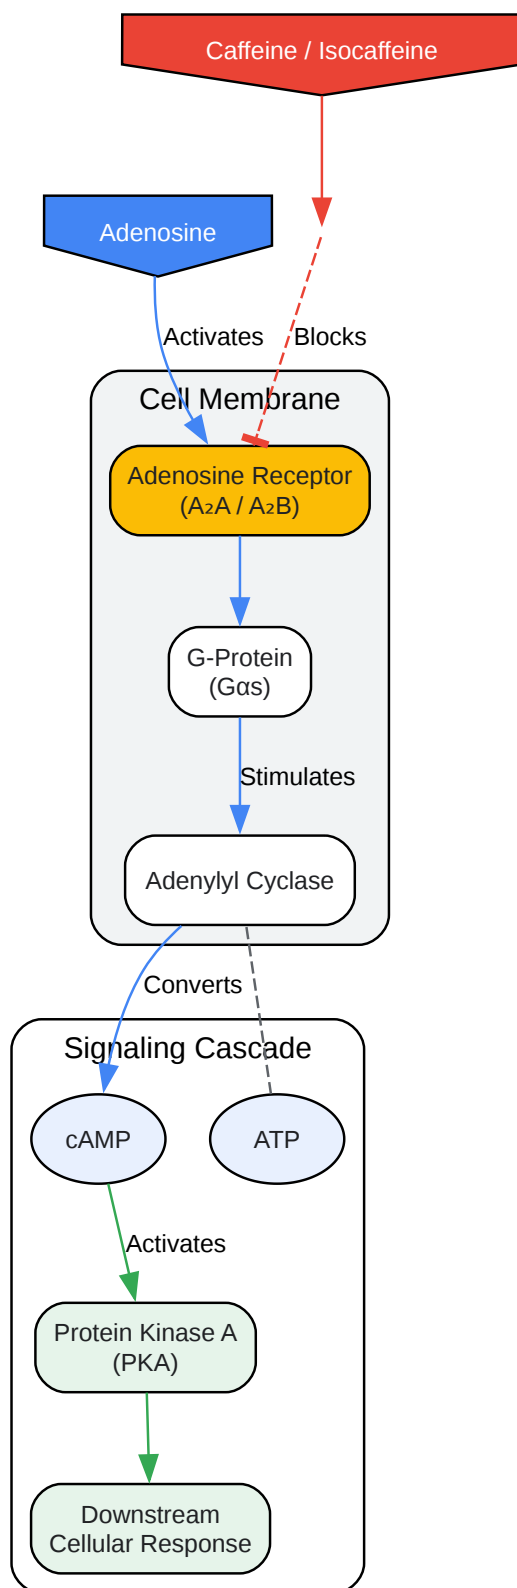 Caffeine / Isocaffeine
Adenosine
Activates
Blocks
Cell Membrane
Adenosine Receptor
(A₂A / A₂B)
G-Protein
(Gαs)
Stimulates
Adenylyl Cyclase
Converts
Signaling Cascade
cAMP
ATP
Activates
Protein Kinase A
(PKA)
Downstream
Cellular Response